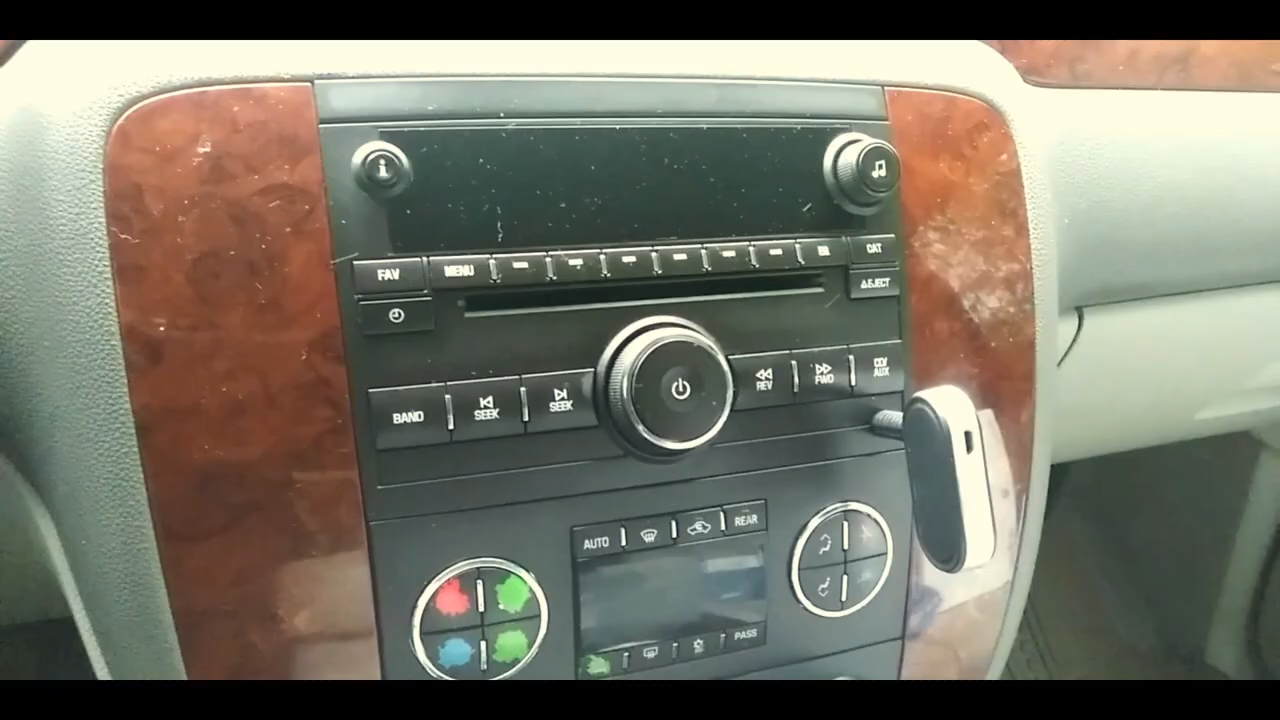 i
FAV
MENU
CAT
EJECT
BAND
SEEK
SEEK
REV
FWD
CD/
AUX
AUTO
REAR
PASS